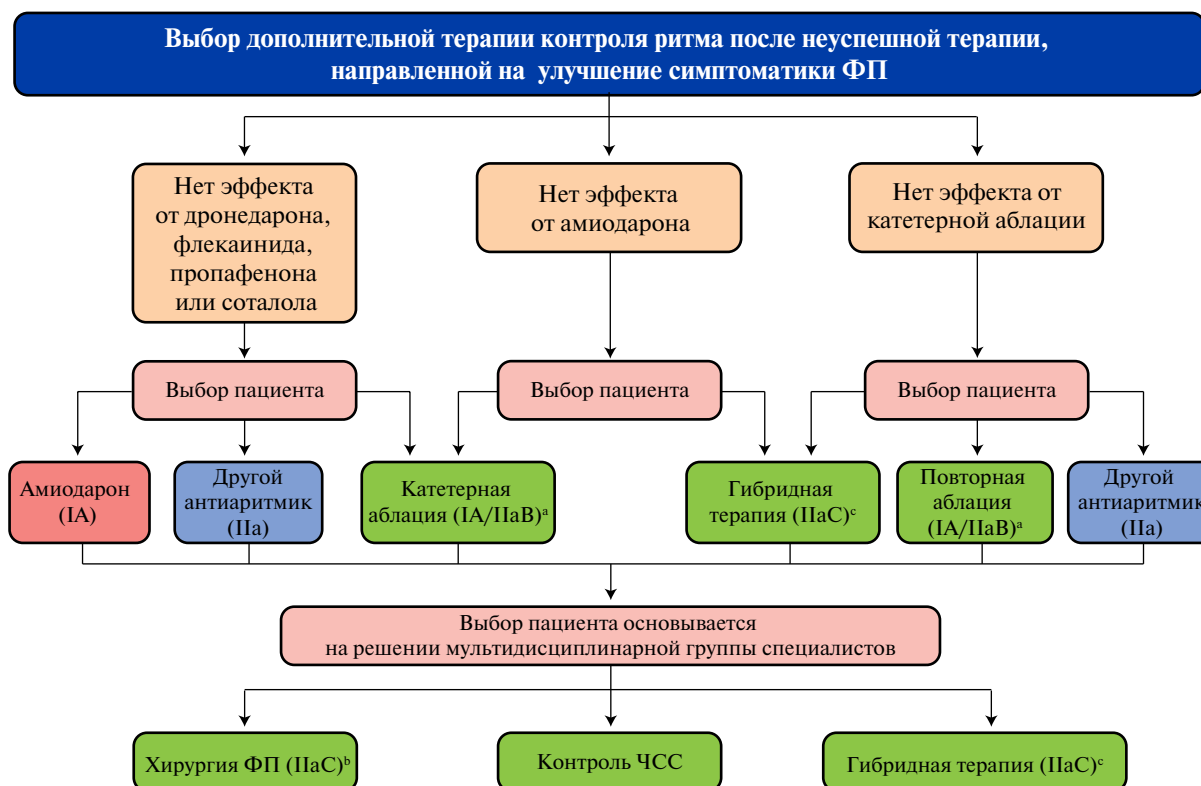 Выбор дополнительной терапии контроля ритма после неуспешной терапии,
направленной на улучшение симптоматики ФП
Нет эффекта
от дронедарона,
флекаинида,
пропафенона
или соталола
Нет эффекта
от амиодарона
Нет эффекта от
катетерной аблации
Выбор пациента
Выбор пациента
Выбор пациента
Амиодарон
(IA)
Другой
антиаритмик
(IIa)
Катетерная
аблация (IA/IIaB)ᵃ
Гибридная
терапия (IIaC)ᶜ
Повторная
аблация
(IA/IIaB)ᵃ
Другой
антиаритмик
(IIa)
Выбор пациента основывается
на решении мультидисциплинарной группы специалистов
Хирургия ФП (IIaC)ᵇ
Контроль ЧСС
Гибридная терапия (IIaC)ᶜ